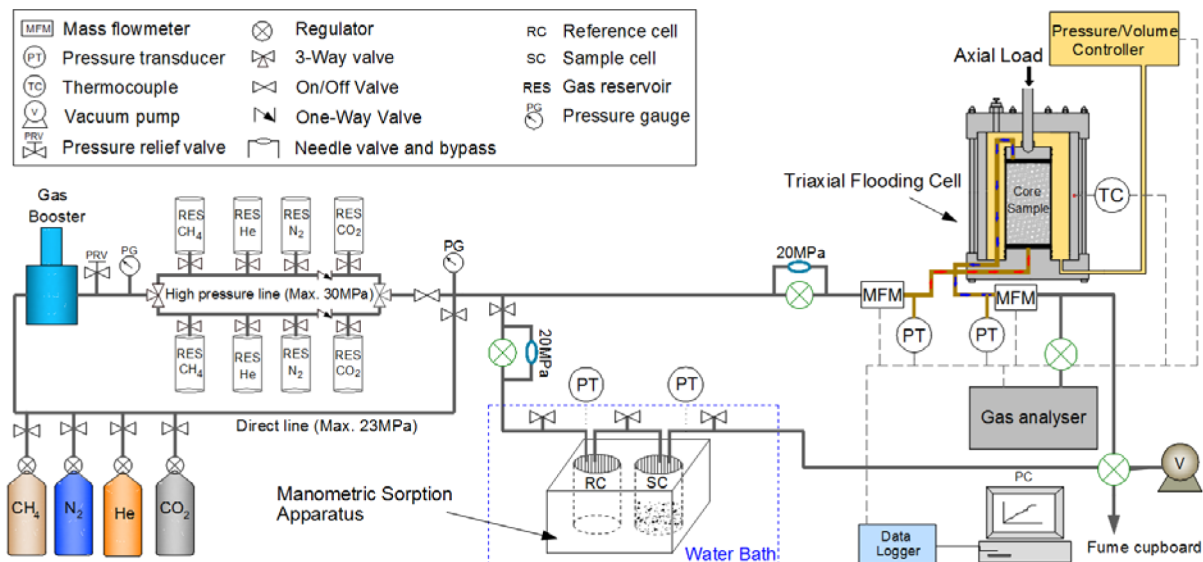 MFM Mass flowmeter
PT Pressure transducer
TC Thermocouple
V Vacuum pump
PRV Pressure relief valve
Regulator
3-Way valve
On/Off Valve
One-Way Valve
Needle valve and bypass
RC Reference cell
SC Sample cell
RES Gas reservoir
PG Pressure gauge
Pressure/Volume
Controller
Axial Load
Triaxial Flooding Cell
Core
Sample
TC
Gas
Booster
PRV
PG
RES
CH4
RES
He
RES
N2
RES
CO2
High pressure line (Max. 30MPa)
RES
CH4
RES
He
RES
N2
RES
CO2
PG
20MPa
20MPa
MFM
MFM
PT
PT
Gas analyser
Direct line (Max. 23MPa)
PT
PT
CH4
N2
He
CO2
RC
SC
Manometric Sorption
Apparatus
Water Bath
V
PC
Data
Logger
Fume cupboard